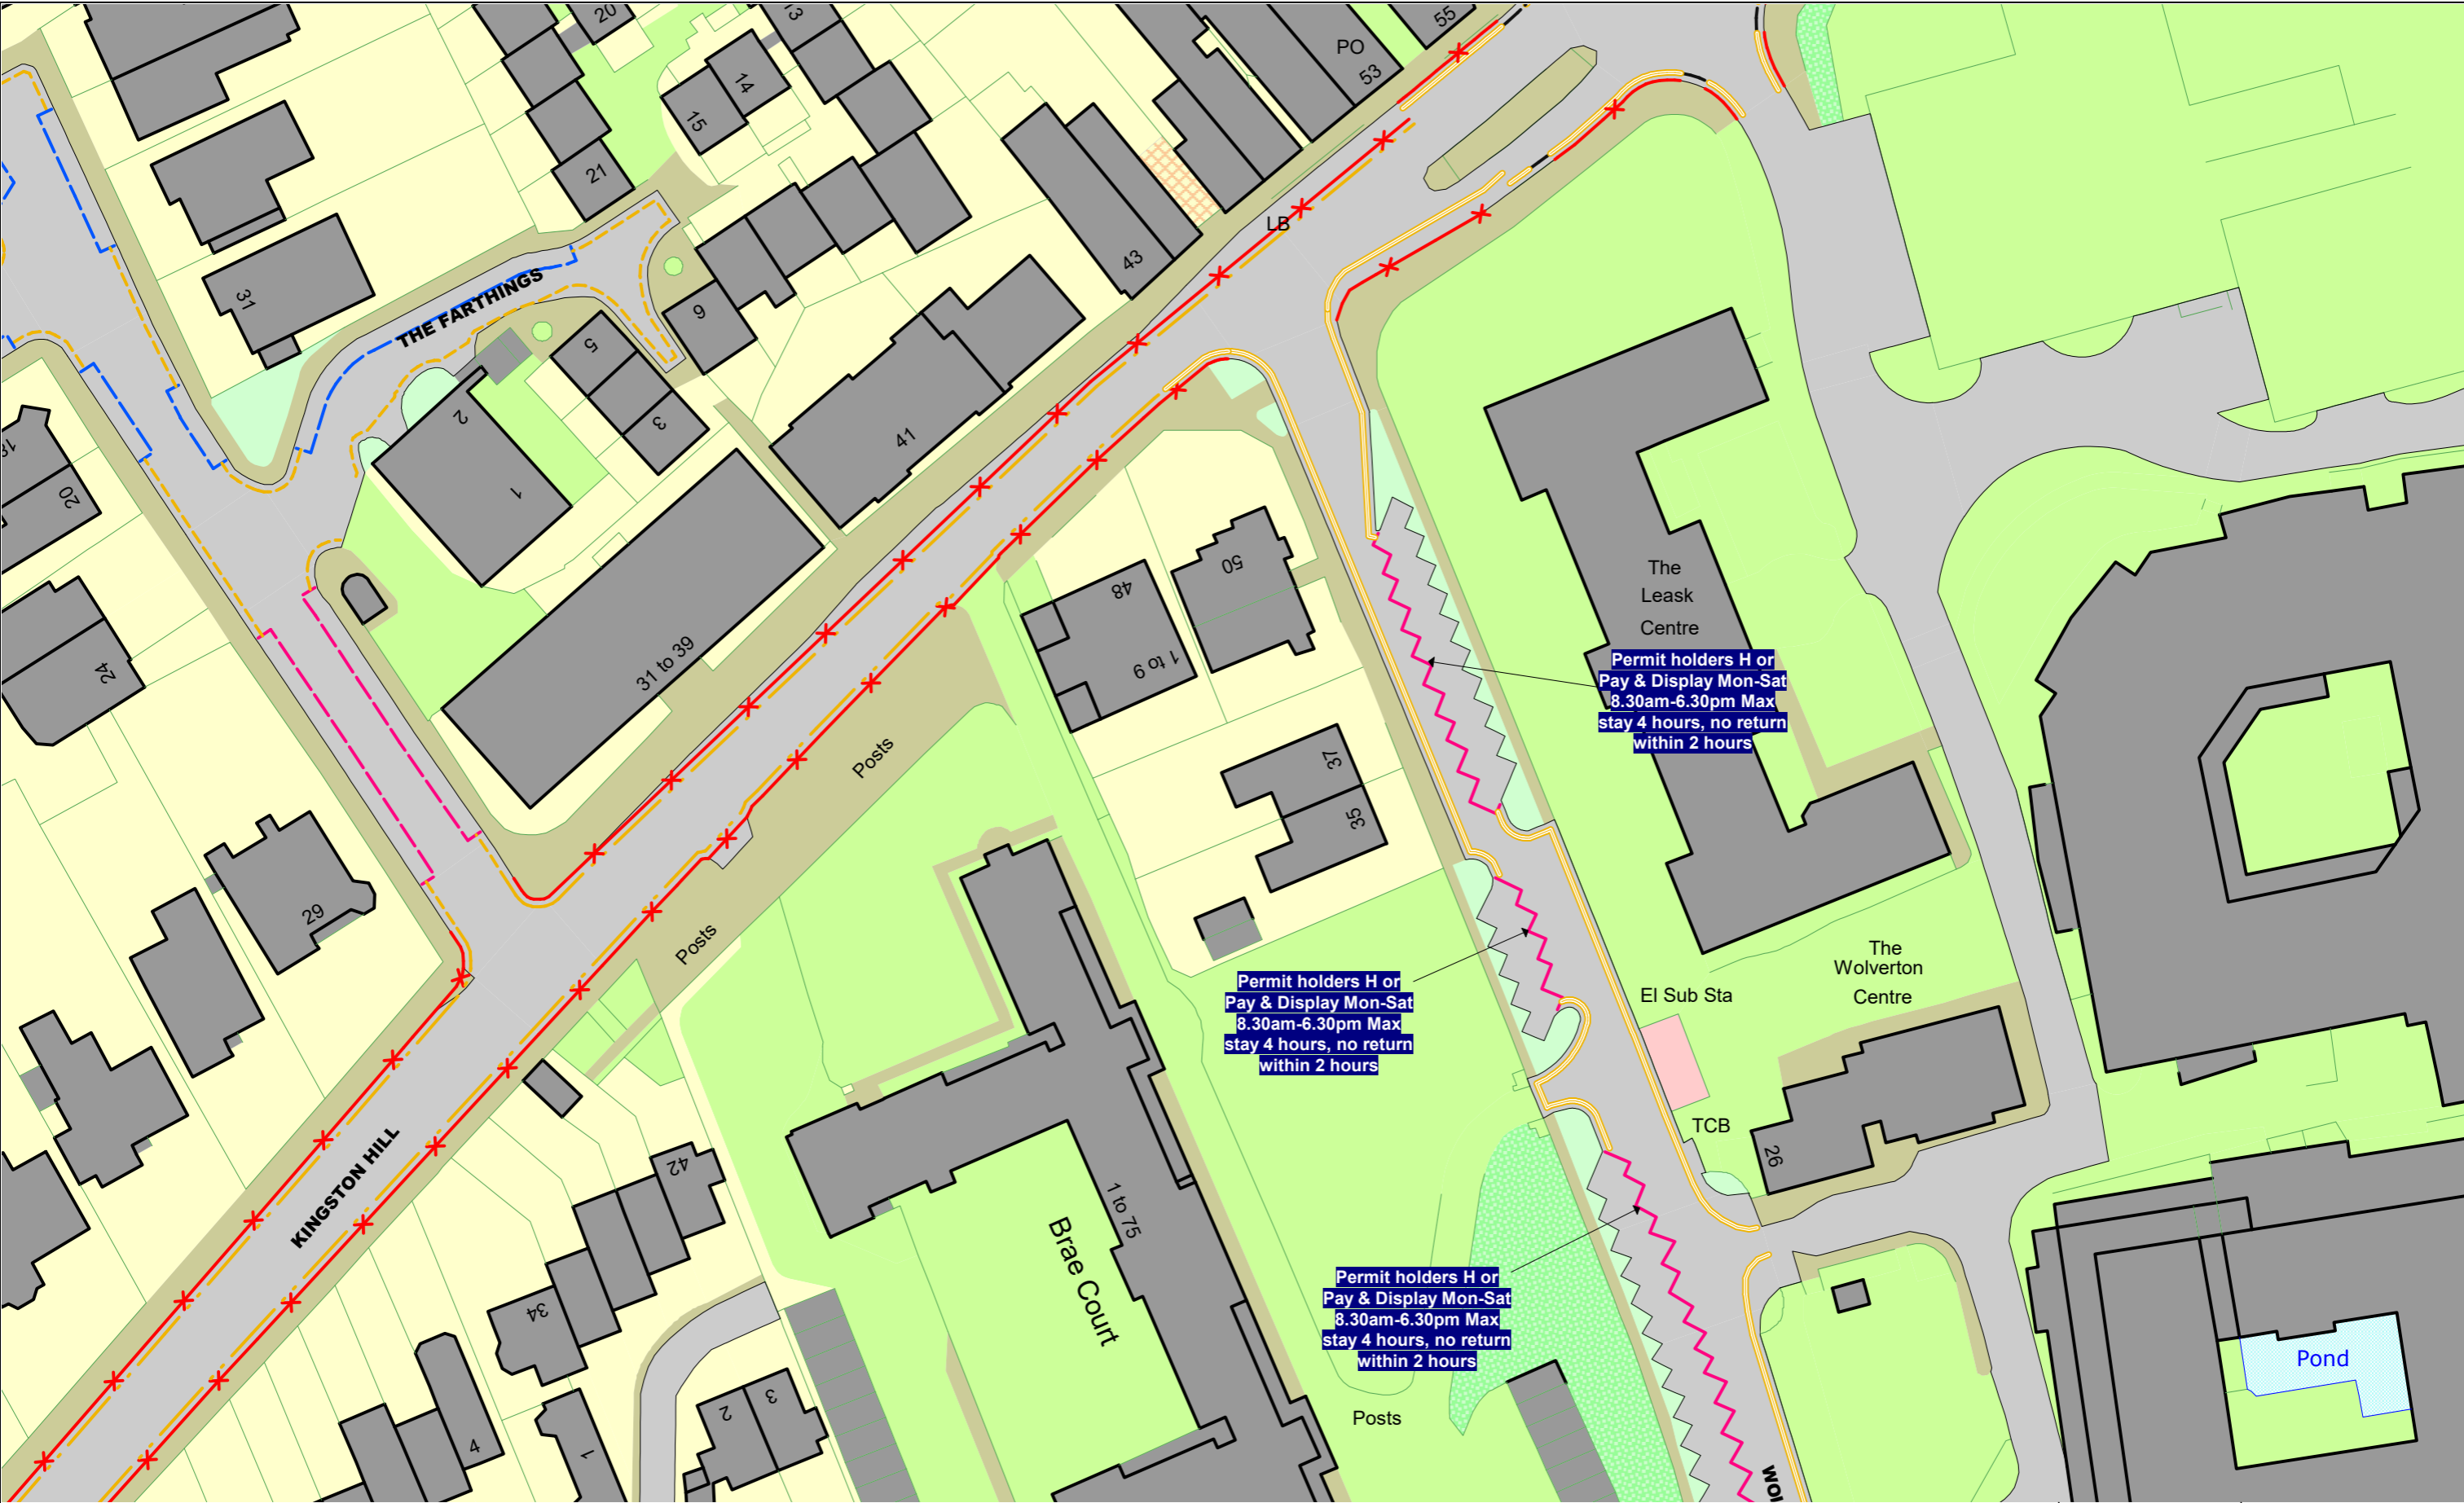 20
13
55
PO
53
14
15
21
LB
31
THE FARTHINGS
43
9
5
2
3
41
1
20
50
48
1 to 9
24
31 to 39
The
Leask
Centre
Permit holders H or
Pay & Display Mon-Sat
8.30am-6.30pm Max
stay 4 hours, no return
within 2 hours
Posts
37
35
29
Posts
The
Wolverton
Centre
Permit holders H or
Pay & Display Mon-Sat
8.30am-6.30pm Max
stay 4 hours, no return
within 2 hours
El Sub Sta
TCB
26
KINGSTON HILL
42
1 to 75
Brae Court
34
Permit holders H or
Pay & Display Mon-Sat
8.30am-6.30pm Max
stay 4 hours, no return
within 2 hours
Pond
3
2
Posts
4
1